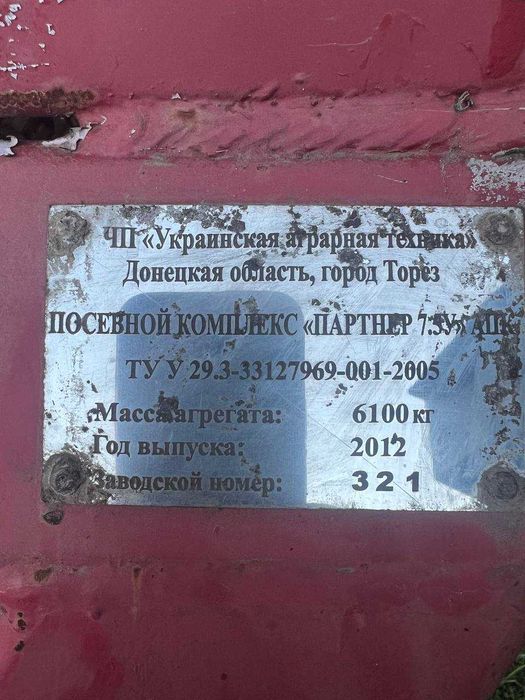 ЧП «Украинская аграрная техника»
Донецкая область, город Торез
ПОСЕВНОЙ КОМПЛЕКС «ПАРТНЕР 7.5У» АПК
ТУ У 29.3-33127969-001-2005
Масса агрегата: 6100 кг
Год выпуска: 2012
Заводской номер: 321